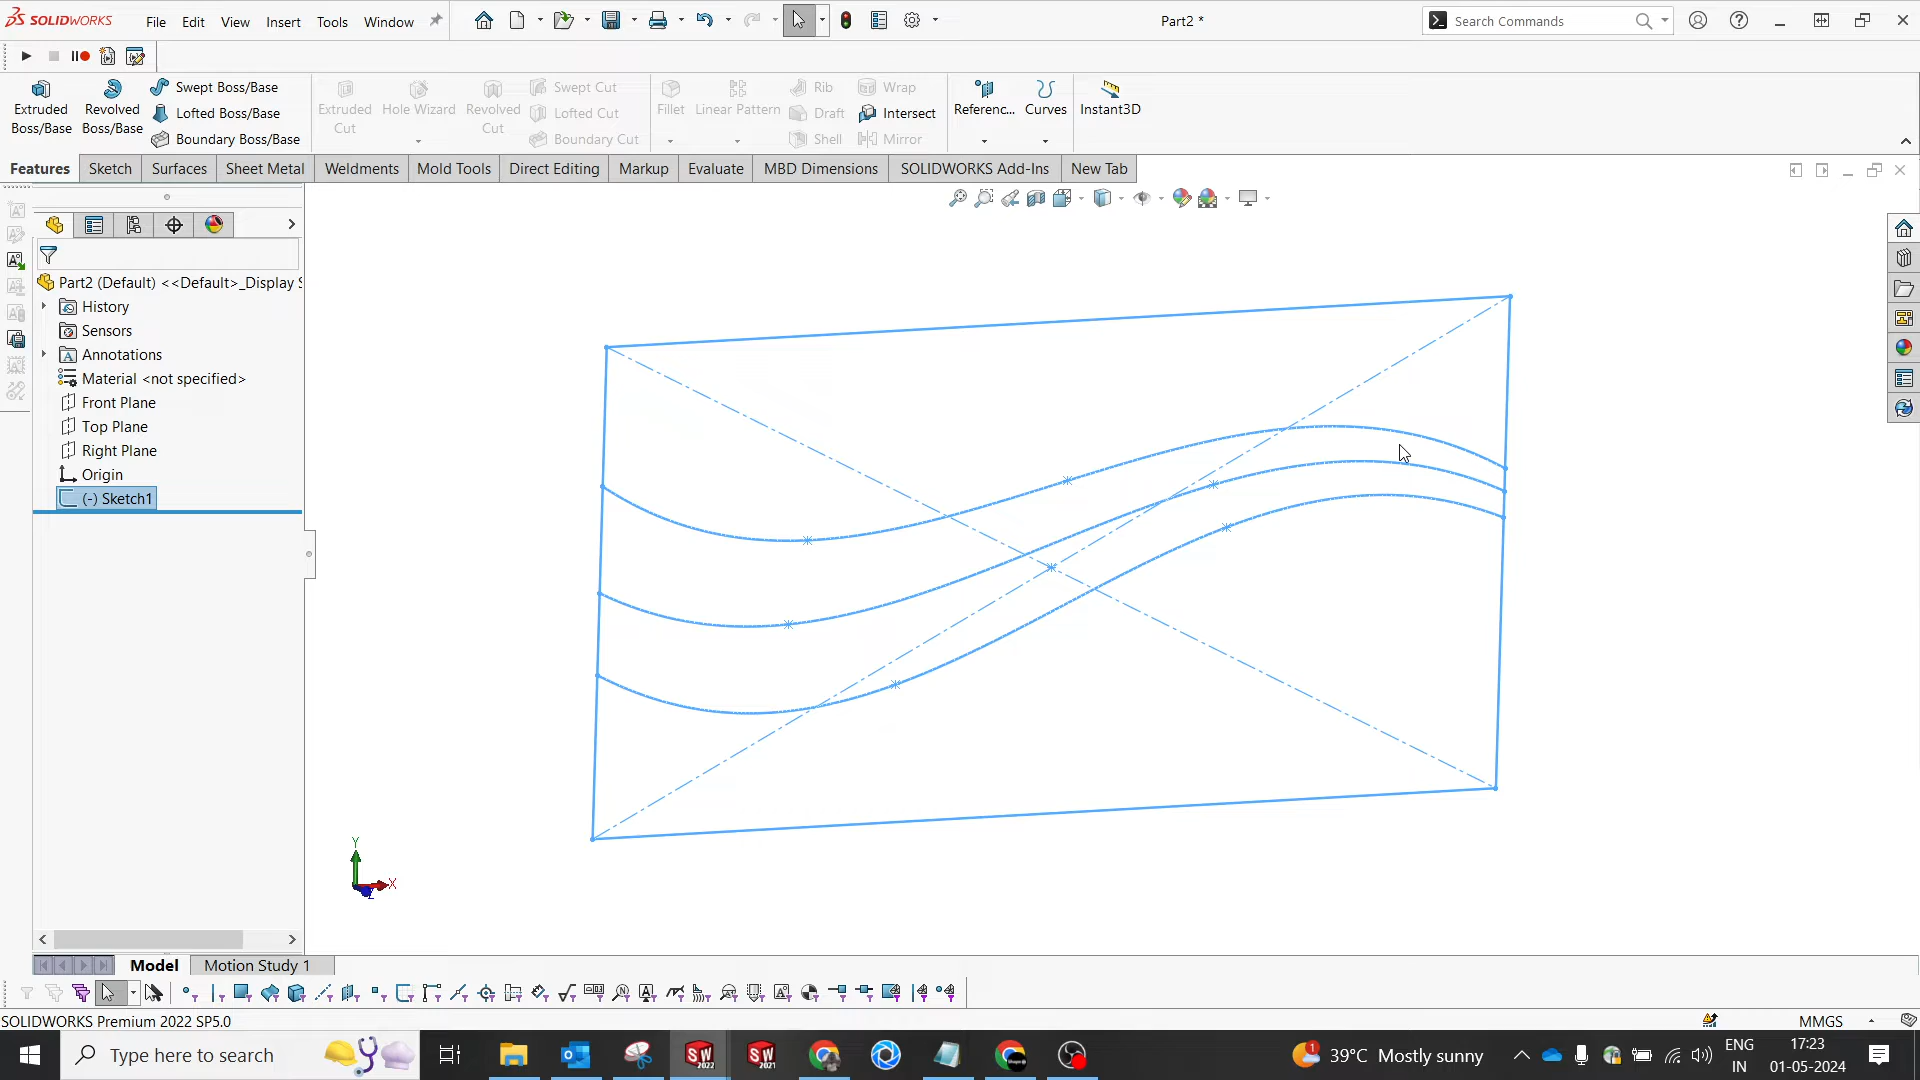 SOLIDWORKS File Edit View Insert Tools Window Part2 * Search Commands
Extruded Boss/Base
Revolved Boss/Base
Swept Boss/Base
Lofted Boss/Base
Boundary Boss/Base
Extruded Cut
Hole Wizard
Revolved Cut
Swept Cut
Lofted Cut
Boundary Cut
Fillet
Linear Pattern
Rib
Draft
Shell
Wrap
Intersect
Mirror
Referenc...
Curves
Instant3D
Features Sketch Surfaces Sheet Metal Weldments Mold Tools Direct Editing Markup Evaluate MBD Dimensions SOLIDWORKS Add-Ins New Tab
Part2 (Default) <<Default>_Display S
History
Sensors
Annotations
Material <not specified>
Front Plane
Top Plane
Right Plane
Origin
(-) Sketch1
Y
X
Z
Model Motion Study 1
SOLIDWORKS Premium 2022 SP5.0 MMGS
Type here to search
SW 2022
SW 2021
1
39°C Mostly sunny
ENG
IN
17:23
01-05-2024